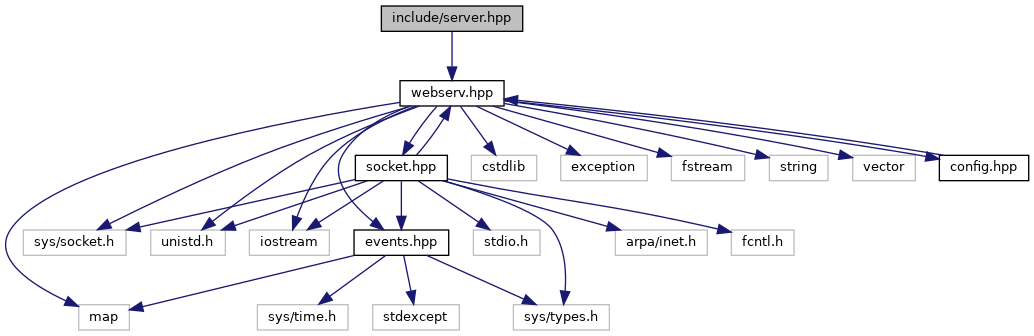 include/server.hpp
webserv.hpp
socket.hpp
cstdlib
exception
fstream
string
vector
config.hpp
sys/socket.h
unistd.h
iostream
events.hpp
stdio.h
arpa/inet.h
fcntl.h
map
sys/time.h
stdexcept
sys/types.h